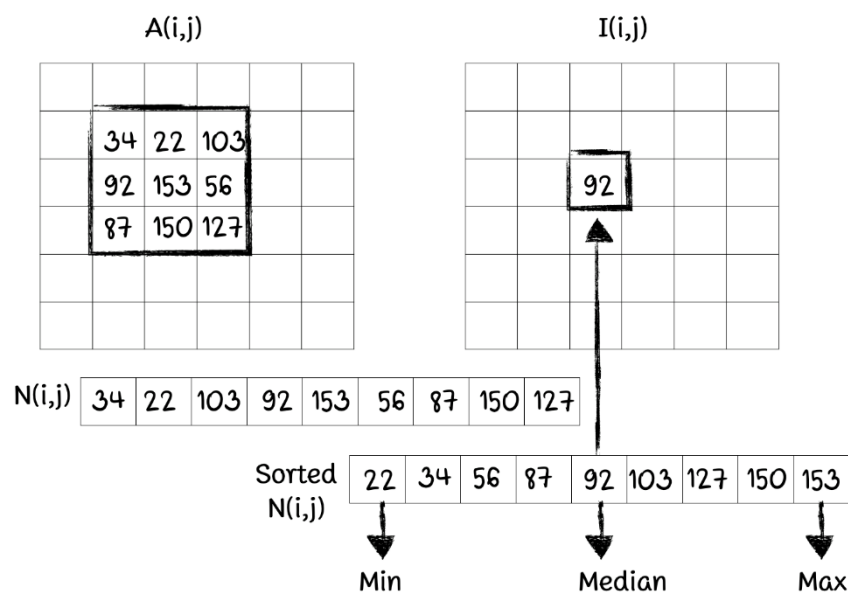 A(i,j) I(i,j)
34 22 103
92 153 56
87 150 127
92
N(i,j) 34 22 103 92 153 56 87 150 127
Sorted N(i,j) 22 34 56 87 92 103 127 150 153
Min Median Max